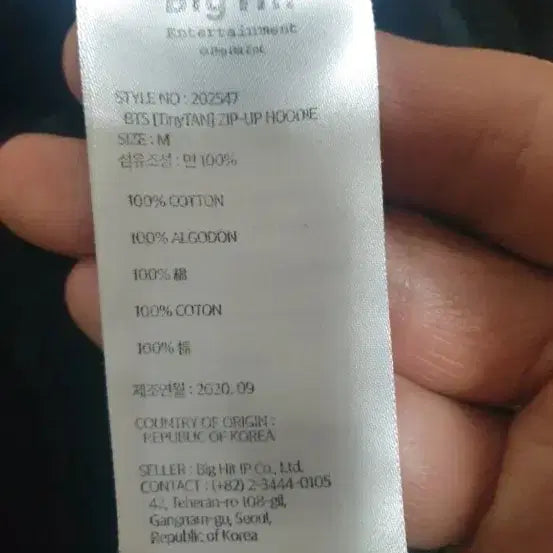 Big Hit
Entertainment
STYLE NO : 202547
BTS [TinyTAN] ZIP-UP HOODIE
SIZE : M
섬유조성 : 면 100%
100% COTTON
100% ALGODON
100% 綿
100% COTON
100% 棉
제조연월 : 2020. 09
COUNTRY OF ORIGIN :
REPUBLIC OF KOREA
SELLER : Big Hit IP Co., Ltd.
CONTACT : (+82) 2-3444-0105
42, Teheran-ro 108-gil,
Gangnam-gu, Seoul,
Republic of Korea